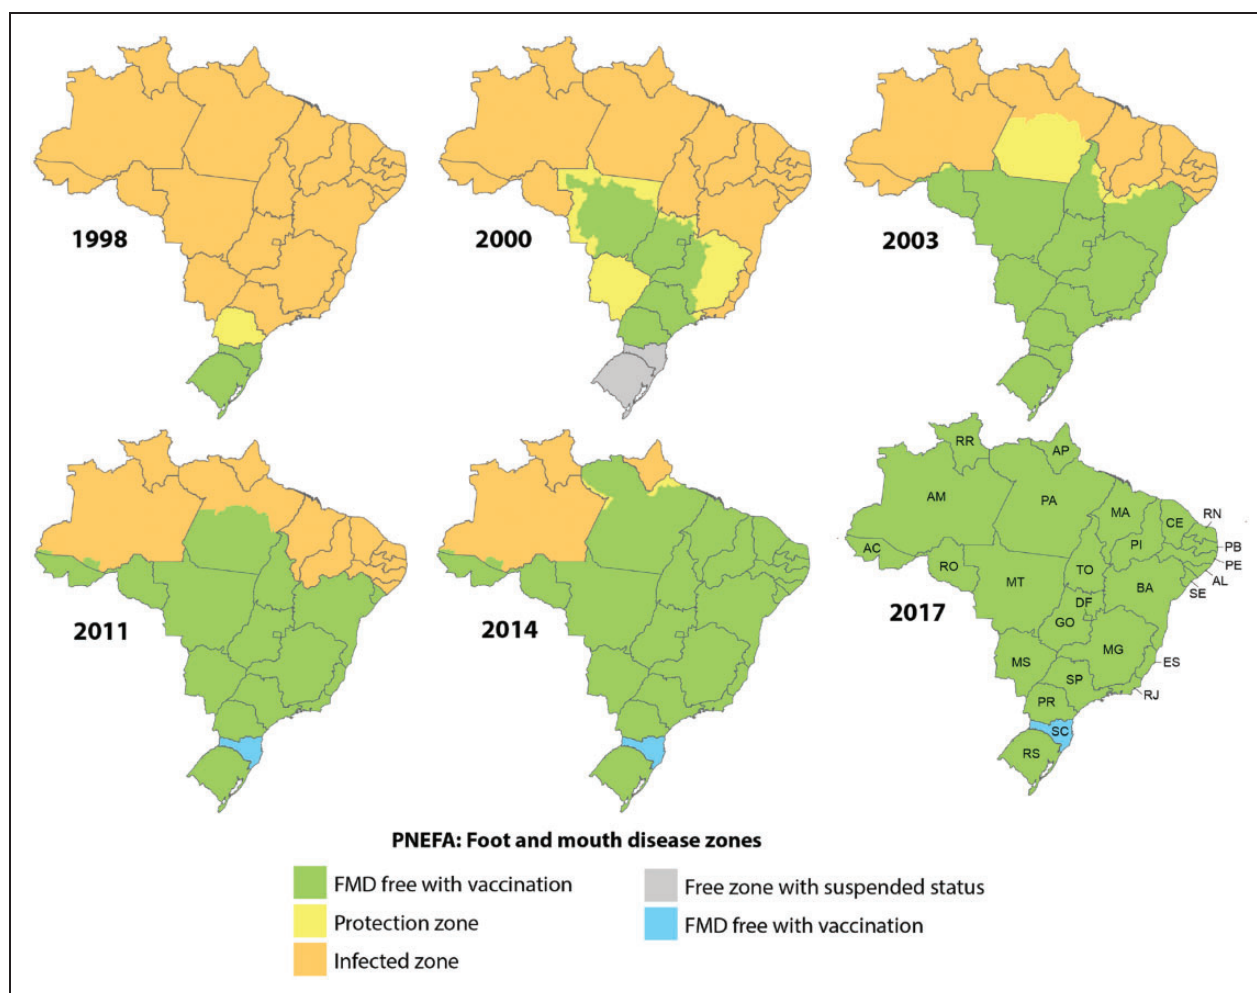 1998
2000
2003
2011
2014
2017
RR
AP
AM
PA
MA
CE
RN
PB
PI
PE
AC
RO
TO
AL
MT
BA
SE
DF
GO
MG
MS
ES
SP
RJ
PR
SC
RS
PNEFA: Foot and mouth disease zones
FMD free with vaccination
Protection zone
Infected zone
Free zone with suspended status
FMD free with vaccination